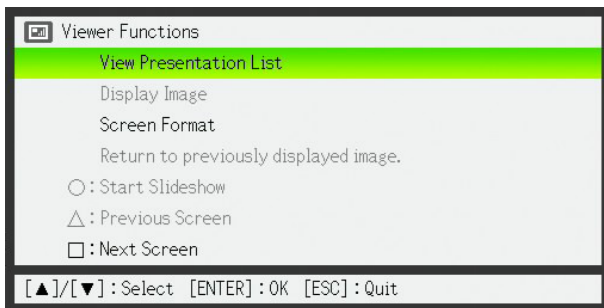 Viewer Functions
View Presentation List
Display Image
Screen Format
Return to previously displayed image.
○:Start Slideshow
△:Previous Screen
□:Next Screen
[▲]/[▼]:Select [ENTER]:OK [ESC]:Quit